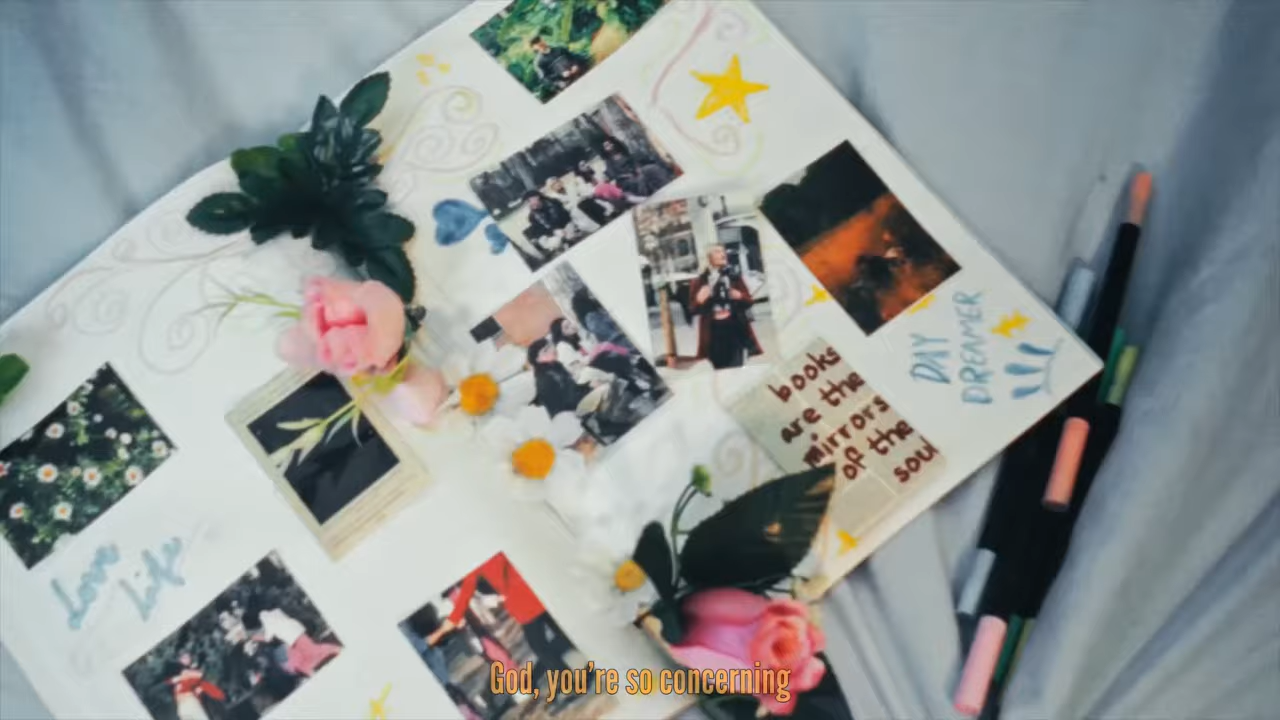 DAY
DREAMER
books
are the
mirrors
of the
soul
Love
Life
God, you're so concerning